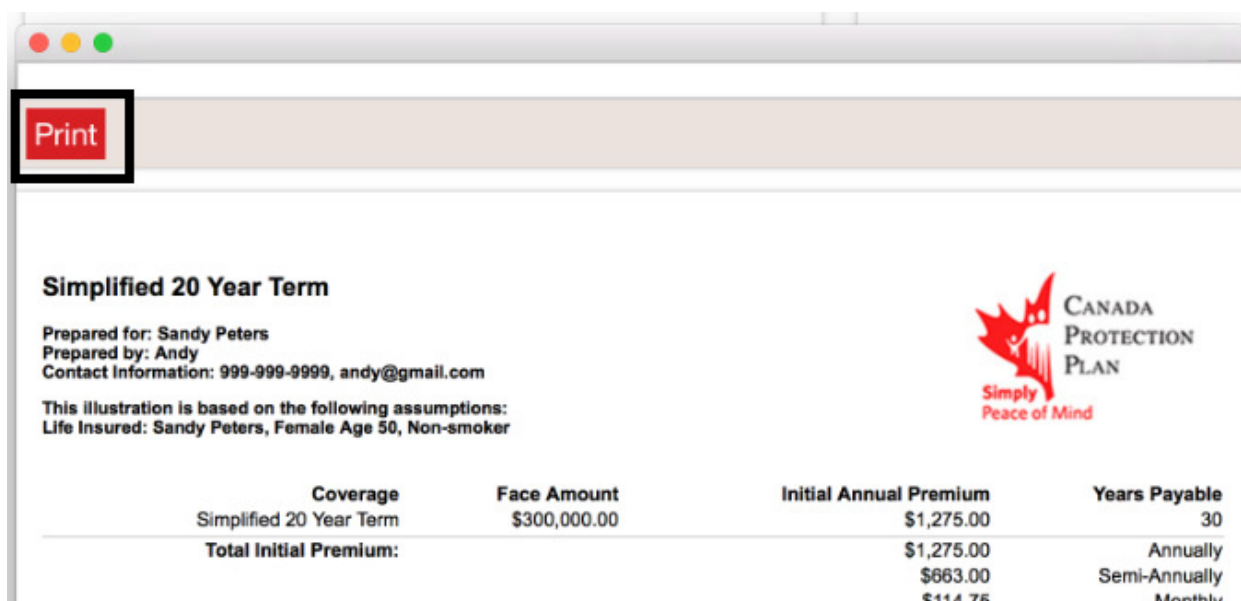 Print
Simplified 20 Year Term
Prepared for: Sandy Peters
Prepared by: Andy
Contact Information: 999-999-9999, andy@gmail.com
This illustration is based on the following assumptions:
Life Insured: Sandy Peters, Female Age 50, Non-smoker
CANADA
PROTECTION
PLAN
Simply
Peace of Mind
Coverage Face Amount Initial Annual Premium Years Payable
Simplified 20 Year Term $300,000.00 $1,275.00 30
Total Initial Premium: $1,275.00 Annually
$663.00 Semi-Annually
$114.75 Monthly